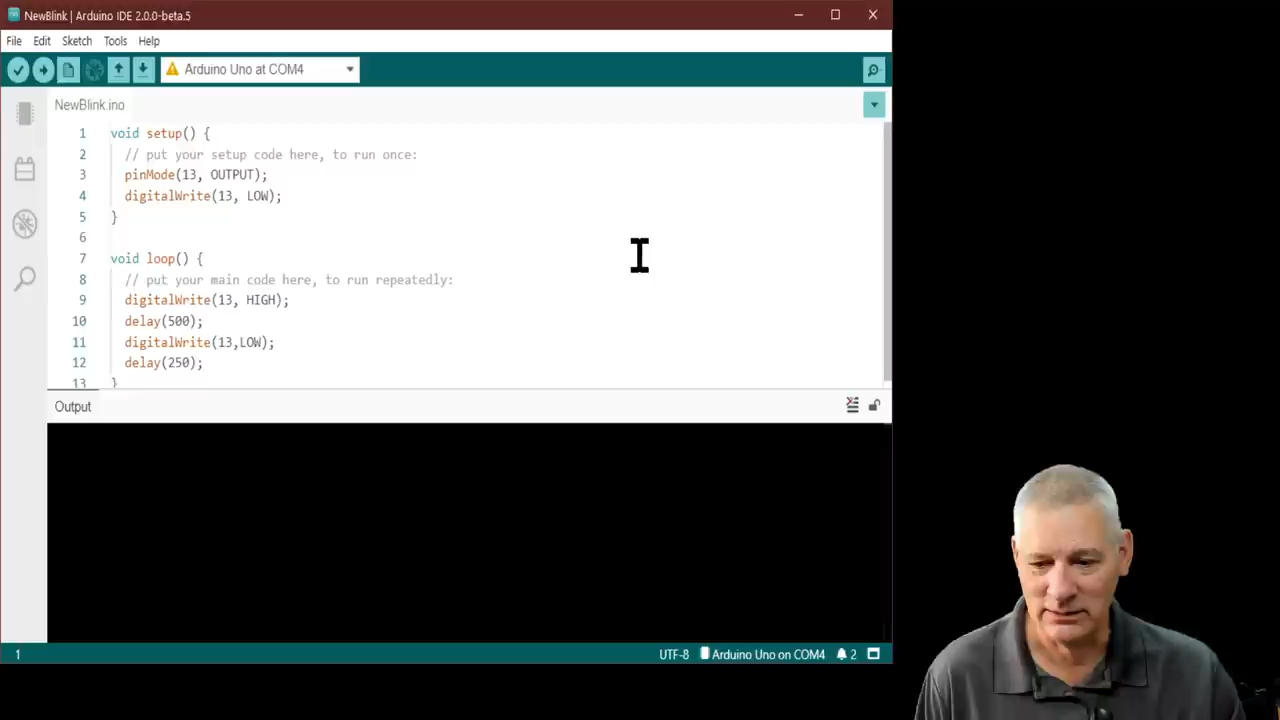 NewBlink | Arduino IDE 2.0.0-beta.5
File Edit Sketch Tools Help
Arduino Uno at COM4
NewBlink.ino
1 void setup() {
2 // put your setup code here, to run once:
3 pinMode(13, OUTPUT);
4 digitalWrite(13, LOW);
5 }
6
7 void loop() {
8 // put your main code here, to run repeatedly:
9 digitalWrite(13, HIGH);
10 delay(500);
11 digitalWrite(13,LOW);
12 delay(250);
13 }
Output
1 UTF-8 Arduino Uno on COM4 2